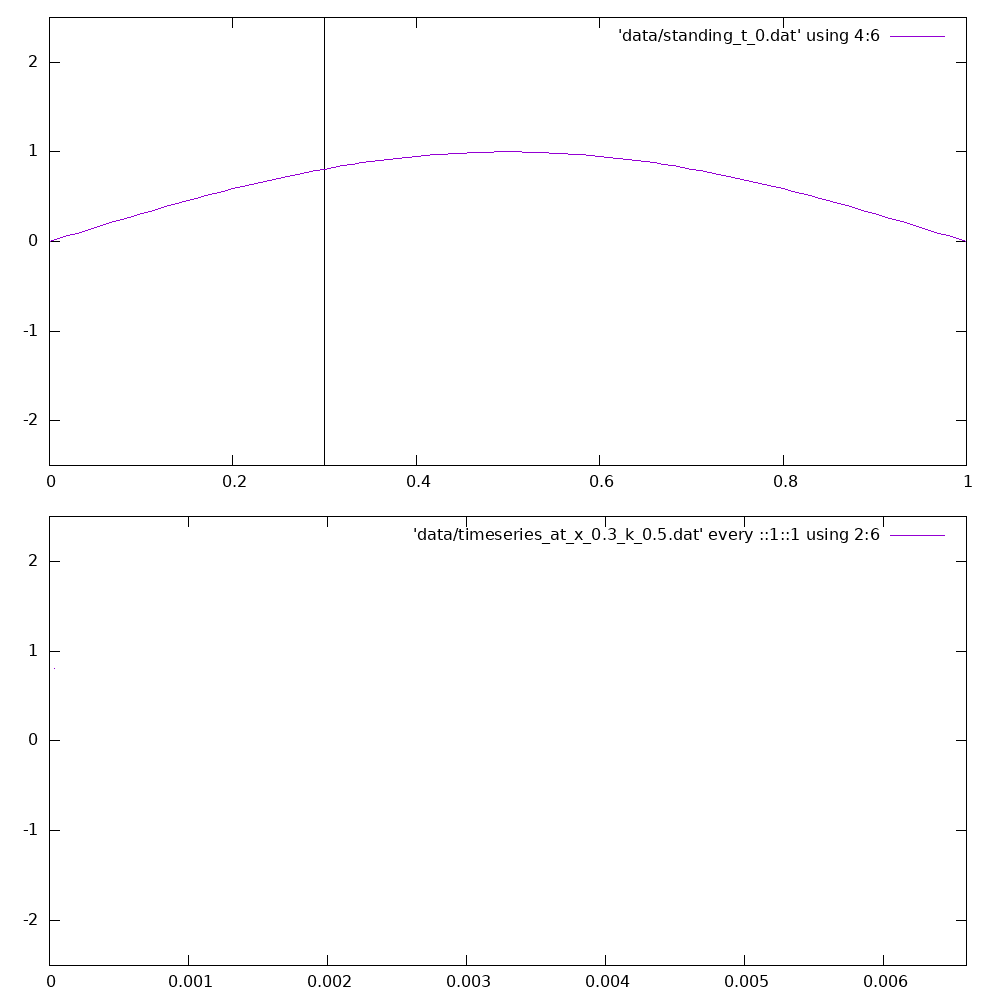 'data/standing_t_0.dat' using 4:6
2
1
0
-1
-2
0 0.2 0.4 0.6 0.8 1
'data/timeseries_at_x_0.3_k_0.5.dat' every ::1::1 using 2:6
2
1
0
-1
-2
0 0.001 0.002 0.003 0.004 0.005 0.006